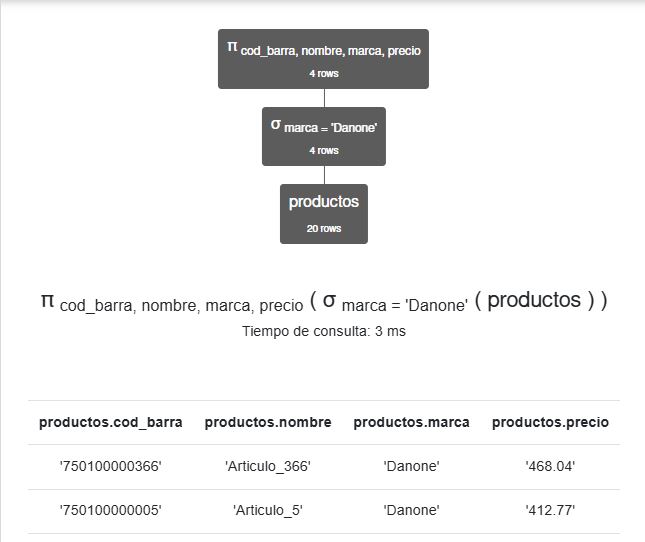 π cod_barra, nombre, marca, precio
4 rows
σ marca = 'Danone'
4 rows
productos
20 rows
π cod_barra, nombre, marca, precio ( σ marca = 'Danone' ( productos ) )
Tiempo de consulta: 3 ms
productos.cod_barra productos.nombre productos.marca productos.precio
'750100000366' 'Articulo_366' 'Danone' '468.04'
'750100000005' 'Articulo_5' 'Danone' '412.77'